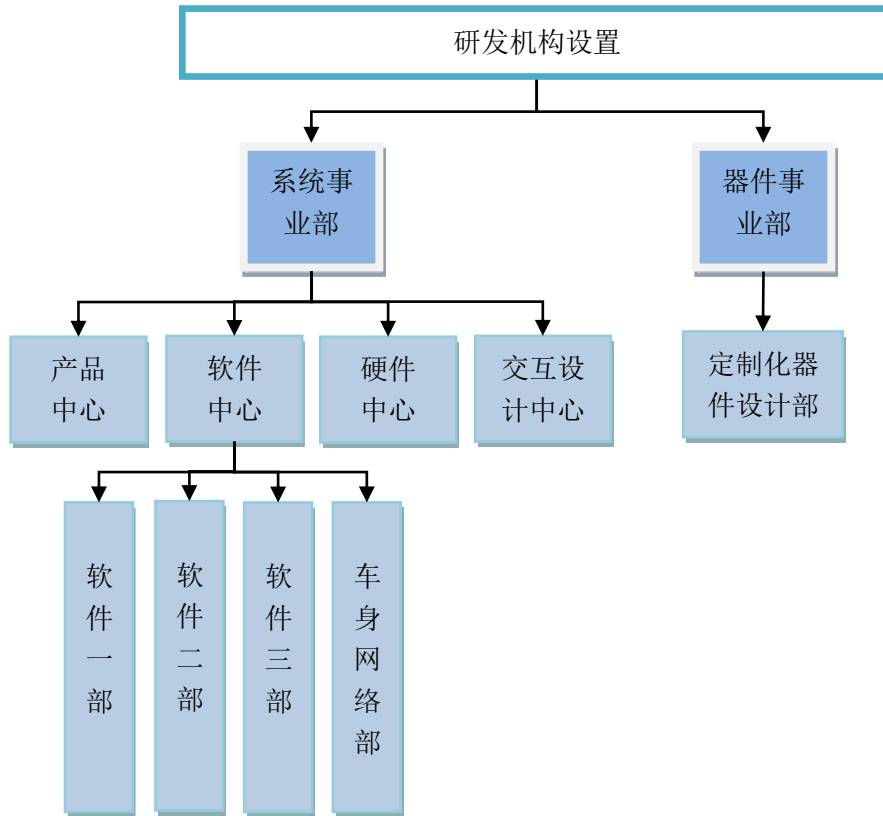 研发机构设置
系统事
业部
器件事
业部
产品
中心
软件
中心
硬件
中心
交互设
计中心
定制化器
件设计部
软件一部
软件二部
软件三部
车身网络部